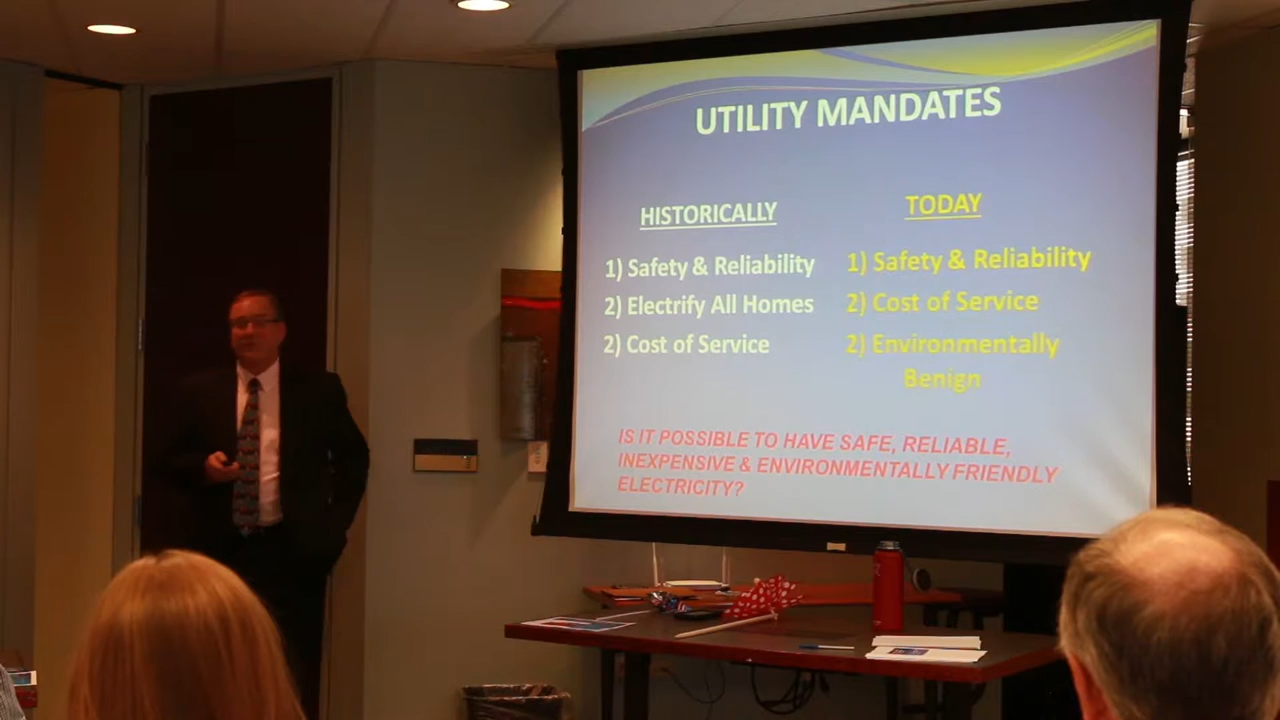 UTILITY MANDATES
HISTORICALLY
1) Safety & Reliability
2) Electrify All Homes
2) Cost of Service
TODAY
1) Safety & Reliability
2) Cost of Service
2) Environmentally
Benign
IS IT POSSIBLE TO HAVE SAFE, RELIABLE,
INEXPENSIVE & ENVIRONMENTALLY FRIENDLY
ELECTRICITY?